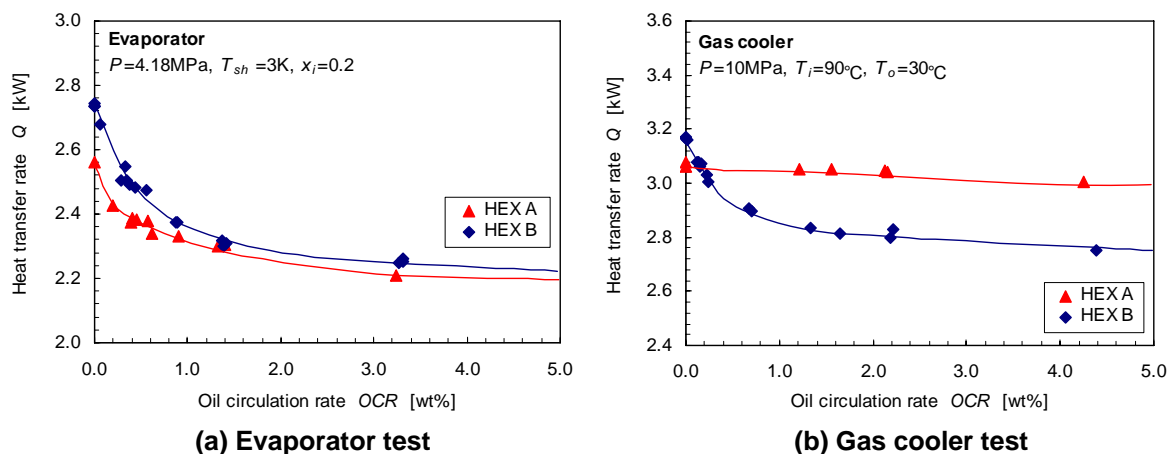 Evaporator
P=4.18MPa, Tsh =3K, xi=0.2
Heat transfer rate Q [kW]
3.0
2.8
2.6
2.4
2.2
2.0
HEX A
HEX B
0.0 1.0 2.0 3.0 4.0 5.0
Oil circulation rate OCR [wt%]
(a) Evaporator test
Gas cooler
P=10MPa, Ti=90°C, To=30°C
Heat transfer rate Q [kW]
3.6
3.4
3.2
3.0
2.8
2.6
2.4
HEX A
HEX B
0.0 1.0 2.0 3.0 4.0 5.0
Oil circulation rate OCR [wt%]
(b) Gas cooler test